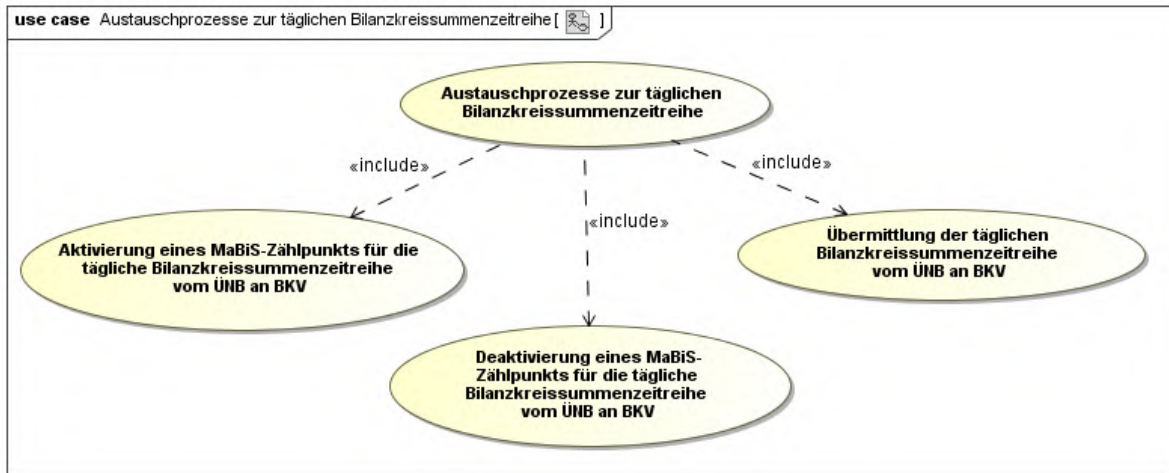 use case Austauschprozesse zur täglichen Bilanzkreissummenzeitreihe [ ]
Austauschprozesse zur täglichen
Bilanzkreissummenzeitreihe
«include»
«include»
«include»
Aktivierung eines MaBiS-Zählpunkts für die
tägliche Bilanzkreissummenzeitreihe
vom ÜNB an BKV
Übermittlung der täglichen
Bilanzkreissummenzeitreihe
vom ÜNB an BKV
Deaktivierung eines MaBiS-
Zählpunkts für die tägliche
Bilanzkreissummenzeitreihe
vom ÜNB an BKV